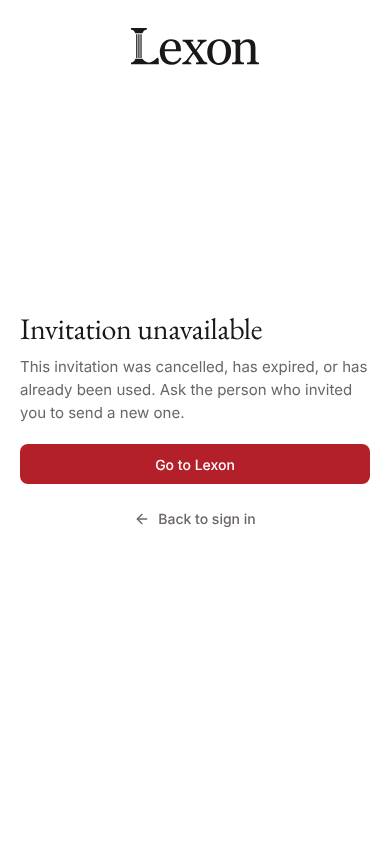 Lexon
Invitation unavailable
This invitation was cancelled, has expired, or has
already been used. Ask the person who invited
you to send a new one.
Go to Lexon
Back to sign in